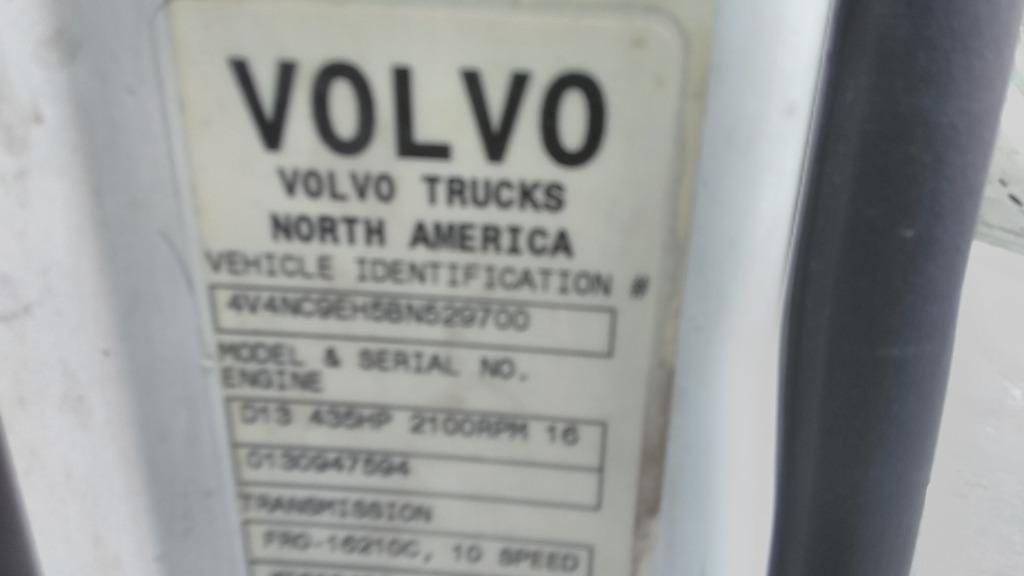 VOLVO
VOLVO TRUCKS
NORTH AMERICA
VEHICLE IDENTIFICATION #
4V4NC9EH5BN529700
MODEL & SERIAL NO.
ENGINE
D13 435HP 2100RPM 16
0130947594
TRANSMISSION
FRO-16210C, 10 SPEED